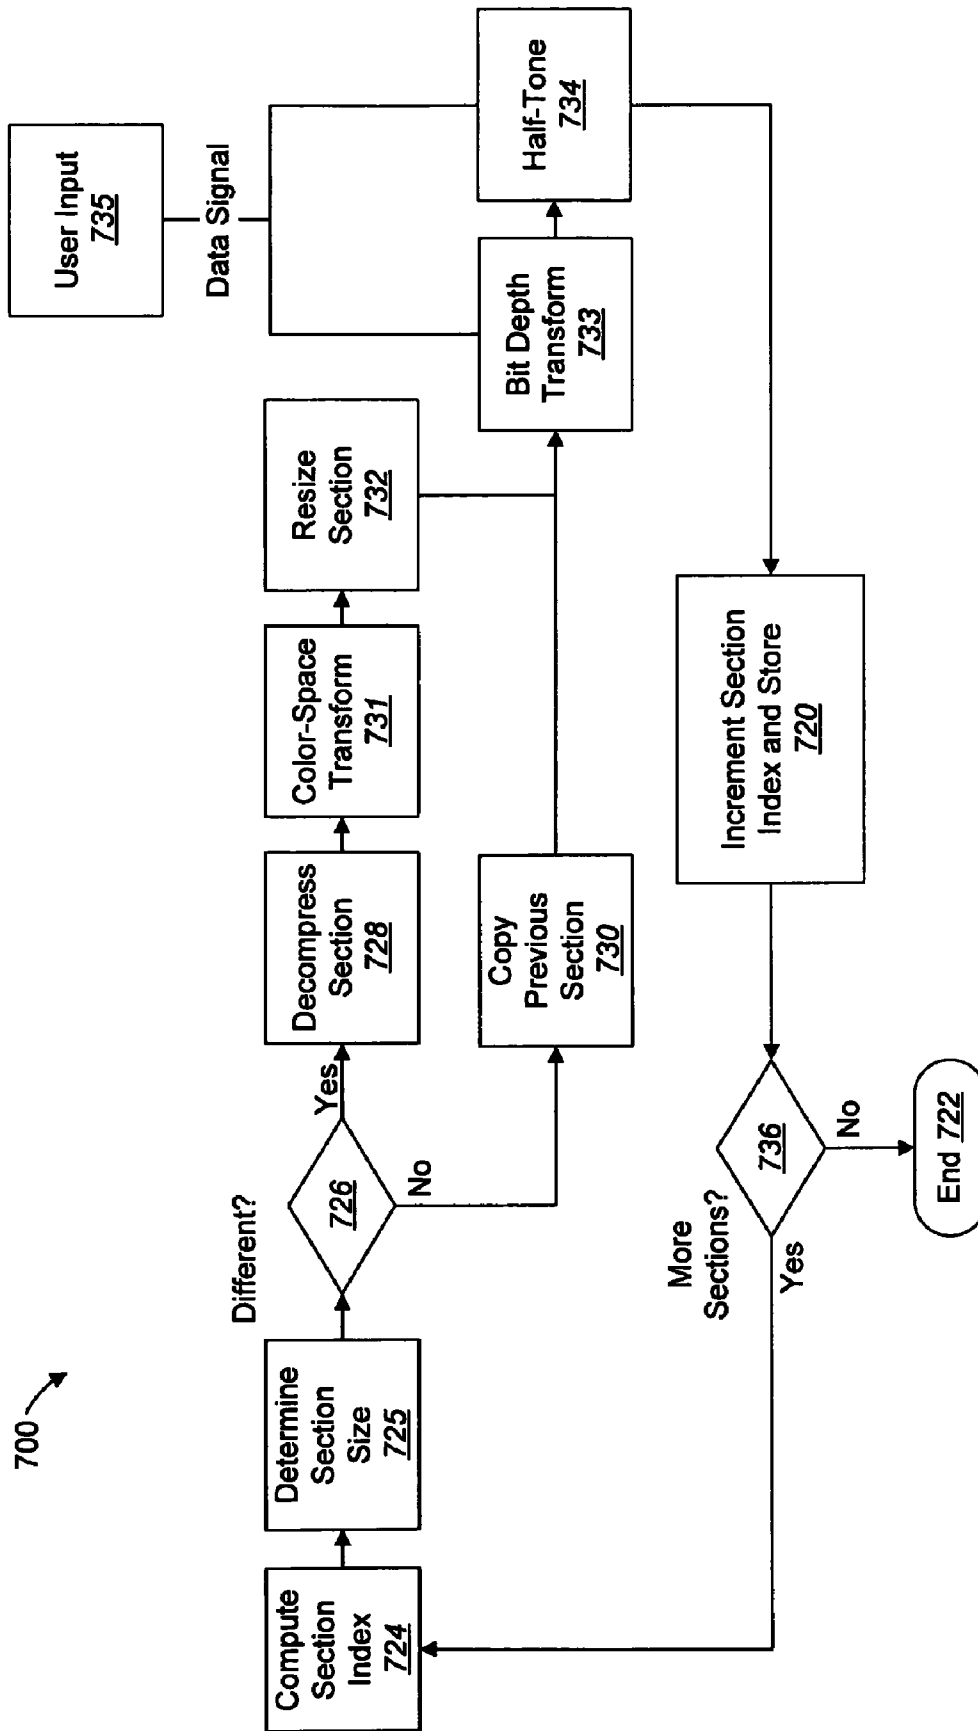 700
User Input
735
Data Signal
Compute
Section
Index
724
Determine
Section
Size
725
Different?
726
Yes
No
Decompress
Section
728
Color-Space
Transform
731
Resize
Section
732
Copy
Previous
Section
730
Bit Depth
Transform
733
Half-Tone
734
Increment Section
Index and Store
720
More
Sections?
736
Yes
No
End 722